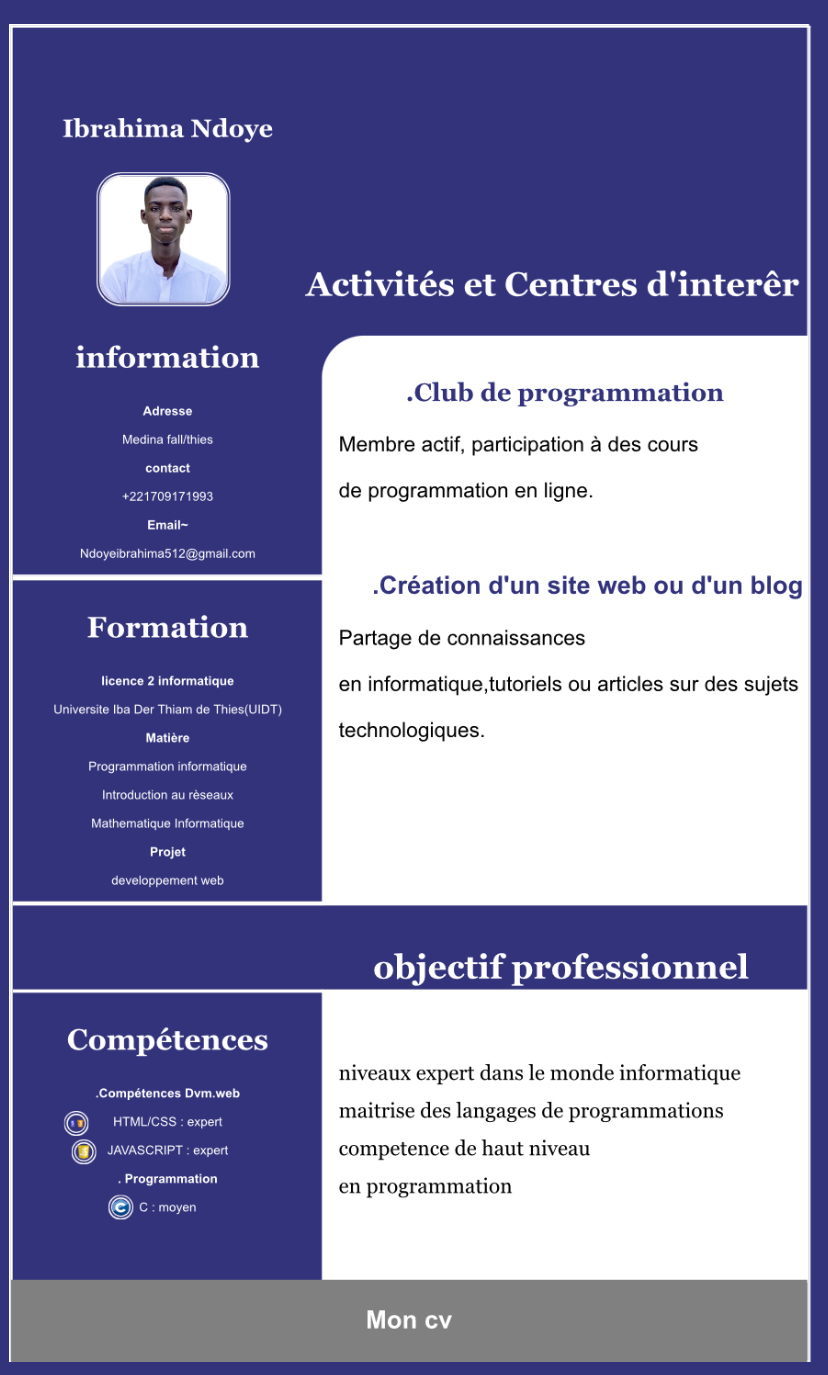 Ibrahima Ndoye
information
Adresse
Medina fall/thies
contact
+221709171993
Email~
Ndoyeibrahima512@gmail.com
Formation
licence 2 informatique
Universite Iba Der Thiam de Thies(UIDT)
Matière
Programmation informatique
Introduction au rèseaux
Mathematique Informatique
Projet
developpement web
Activités et Centres d'interêr
.Club de programmation
Membre actif, participation à des cours
de programmation en ligne.
.Création d'un site web ou d'un blog
Partage de connaissances
en informatique,tutoriels ou articles sur des sujets
technologiques.
objectif professionnel
Compétences
.Compétences Dvm.web
HTML/CSS : expert
JAVASCRIPT : expert
. Programmation
C : moyen
niveaux expert dans le monde informatique
maitrise des langages de programmations
competence de haut niveau
en programmation
Mon cv